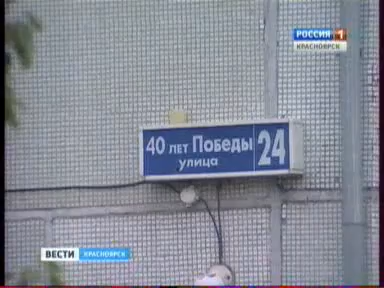 РОССИЯ 1
КРАСНОЯРСК
40 лет Победы
улица
24
ВЕСТИ КРАСНОЯРСК